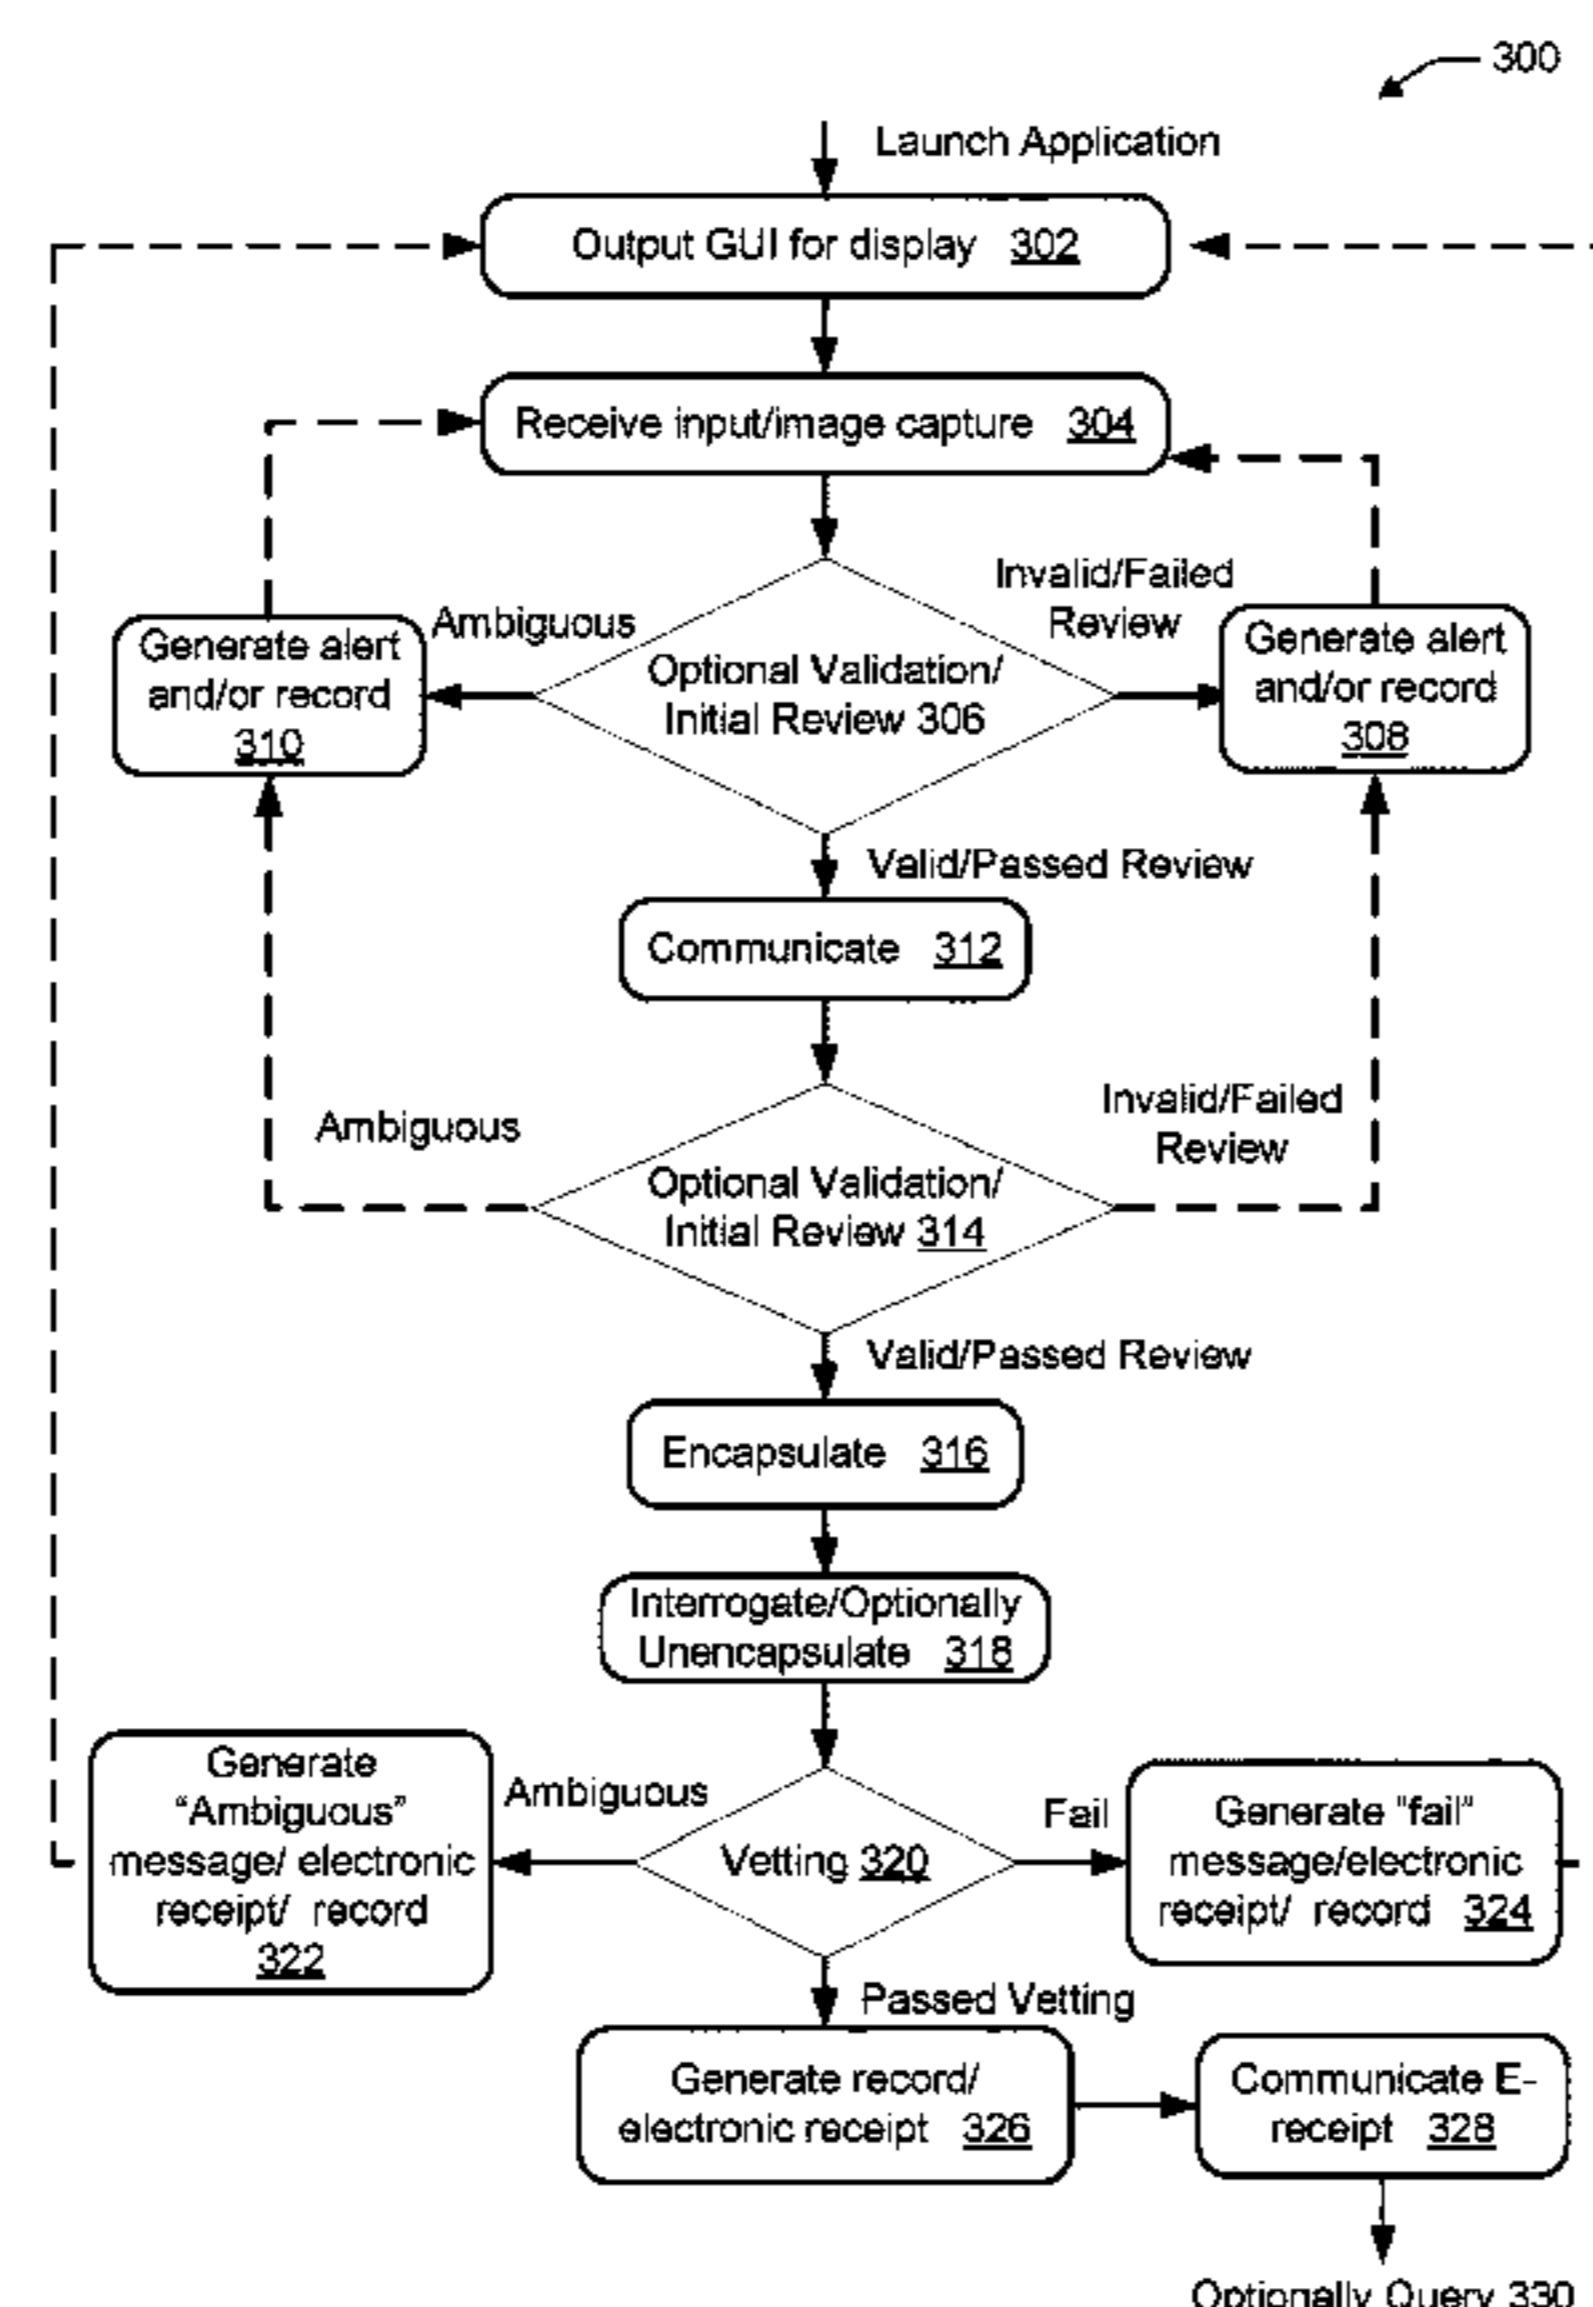 300
Launch Application
Output GUI for display 302
Receive input/image capture 304
Invalid/Failed
Review
Ambiguous
Generate alert
and/or record
310
Optional Validation/
Initial Review 306
Generate alert
and/or record
308
Valid/Passed Review
Communicate 312
Ambiguous
Invalid/Failed
Review
Optional Validation/
Initial Review 314
Valid/Passed Review
Encapsulate 316
Interrogate/Optionally
Unencapsulate 318
Generate
“Ambiguous”
message/ electronic
receipt/ record
322
Ambiguous
Vetting 320
Fail
Generate “fail”
message/electronic
receipt/ record 324
Passed Vetting
Generate record/
electronic receipt 326
Communicate E-
receipt 328
Optionally Query 330